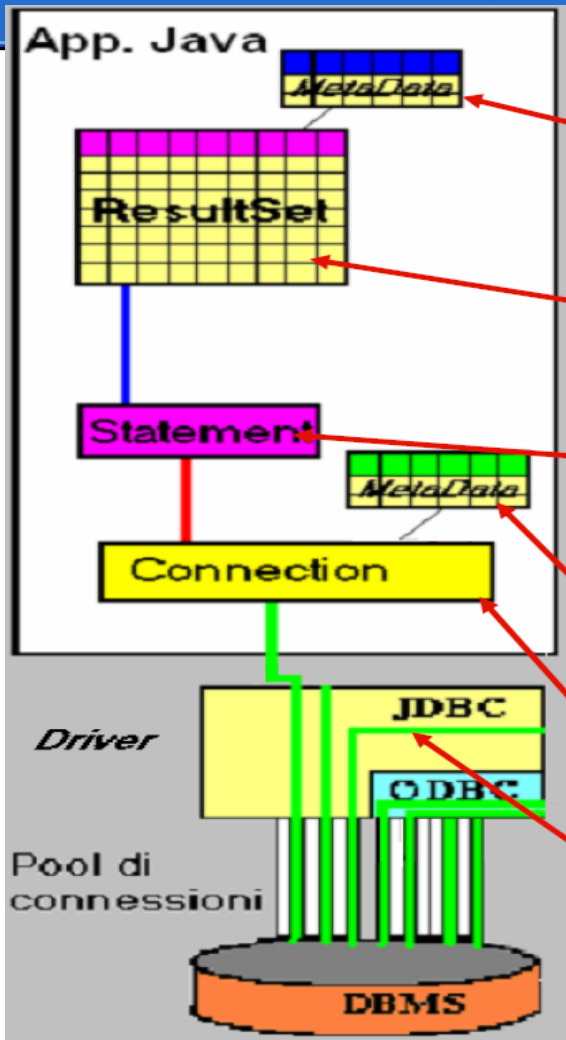 App. Java
MetaData
ResultSet
Statement
MetaData
Connection
JDBC
Driver
ODBC
Pool di
connessioni
DBMS